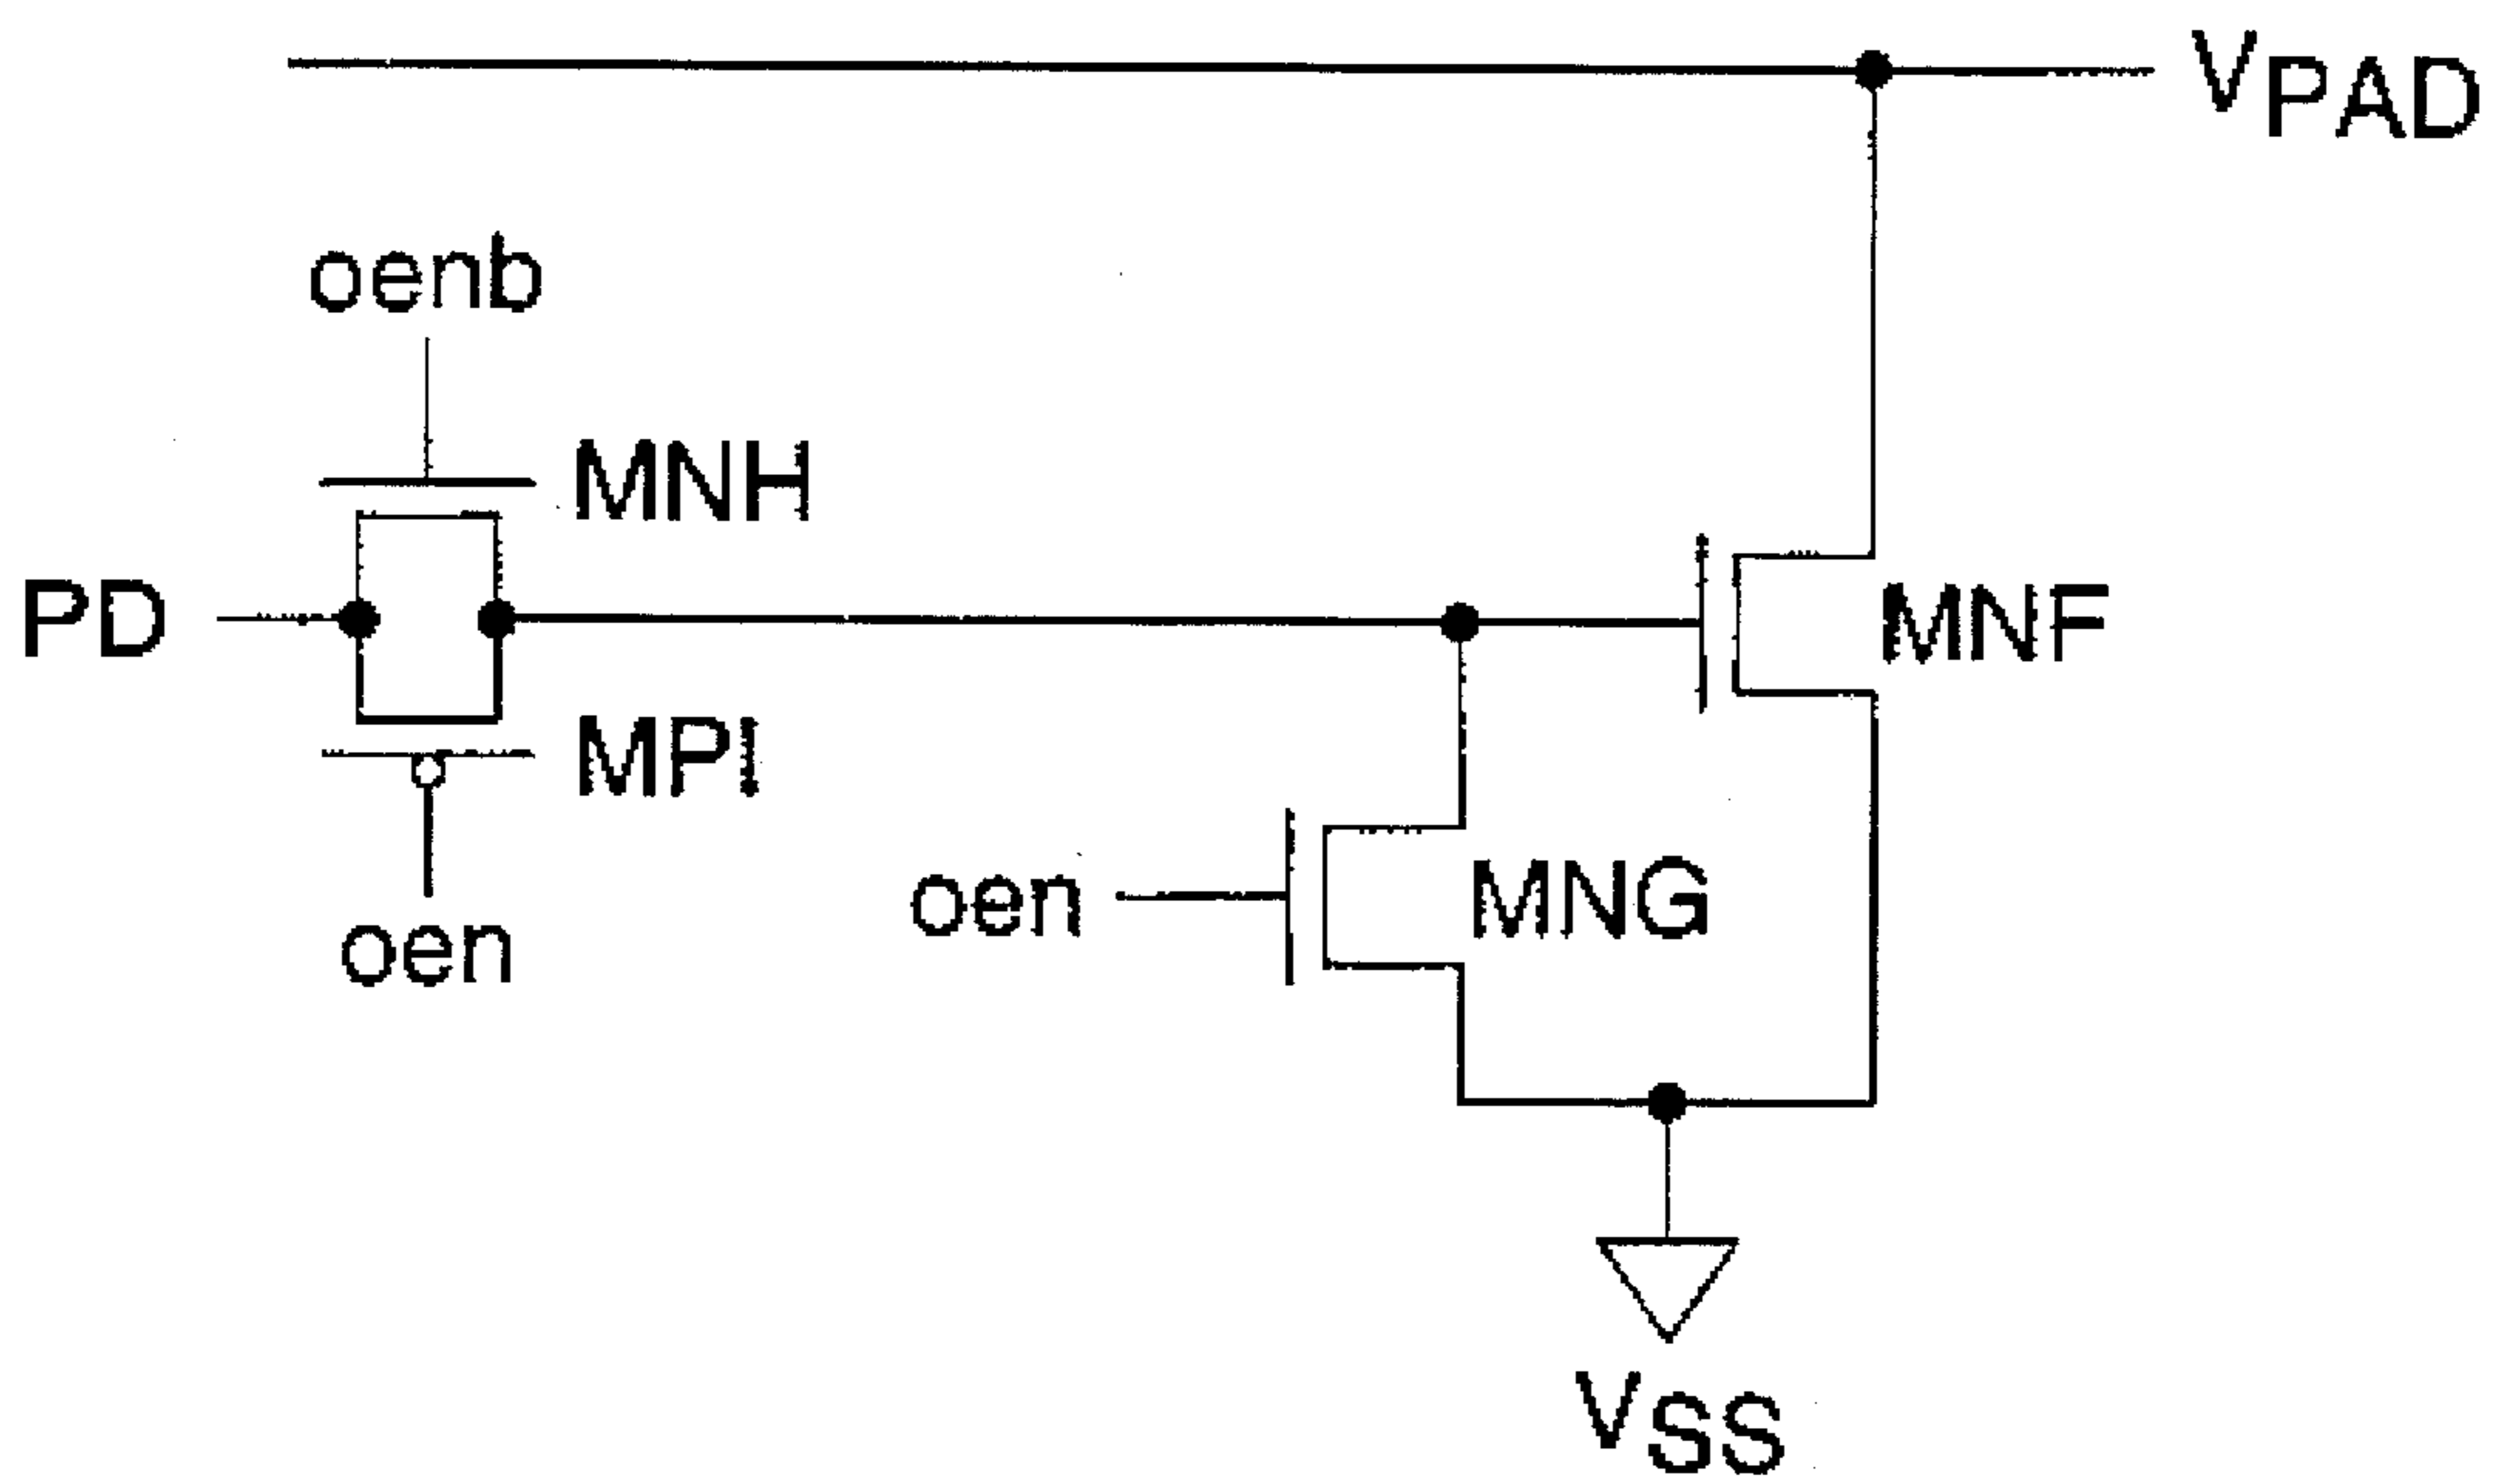 VPAD
oenb
MNH
PD
MNF
MPI
oen
MNG
oen
VSS